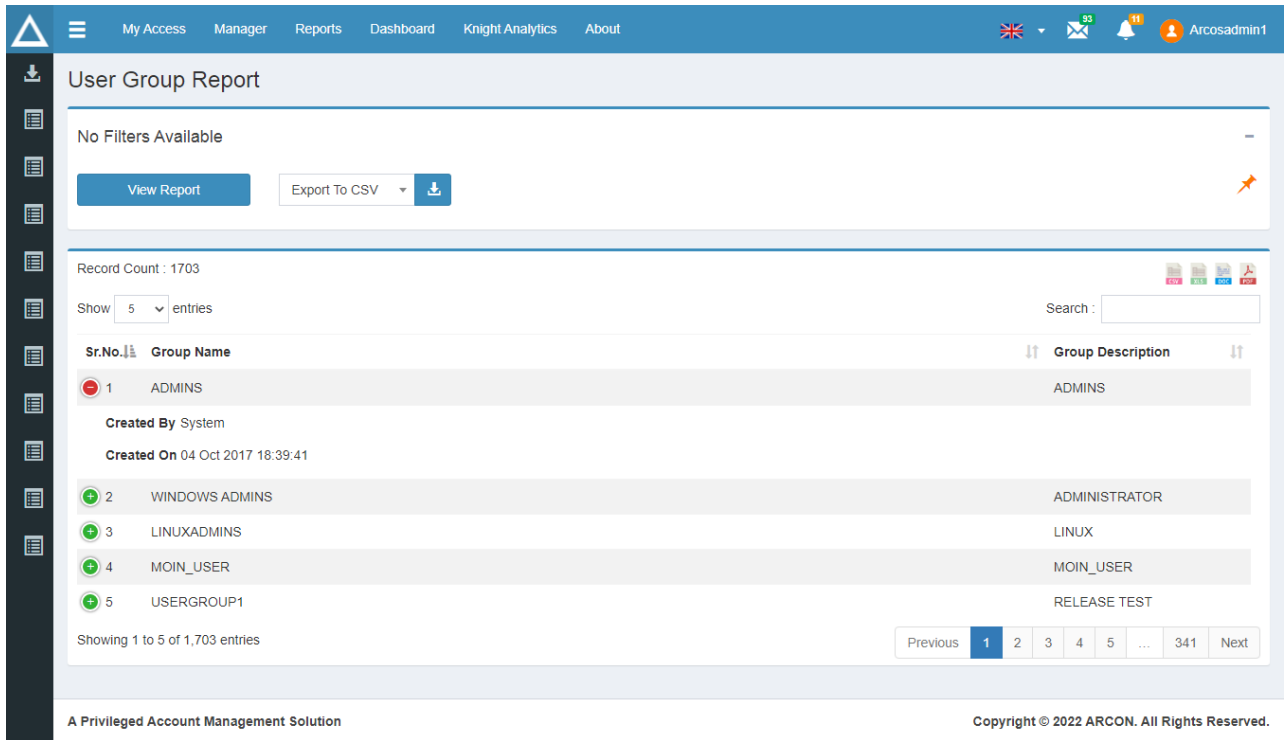 My Access Manager Reports Dashboard Knight Analytics About 93 11 Arcosadmin1
User Group Report
No Filters Available
View Report Export To CSV
Record Count : 1703
CSV XLS DOC PDF
Show 5 entries Search :
Sr.No. Group Name Group Description
1 ADMINS ADMINS
Created By System
Created On 04 Oct 2017 18:39:41
2 WINDOWS ADMINS ADMINISTRATOR
3 LINUXADMINS LINUX
4 MOIN_USER MOIN_USER
5 USERGROUP1 RELEASE TEST
Showing 1 to 5 of 1,703 entries Previous 1 2 3 4 5 ... 341 Next
A Privileged Account Management Solution Copyright © 2022 ARCON. All Rights Reserved.